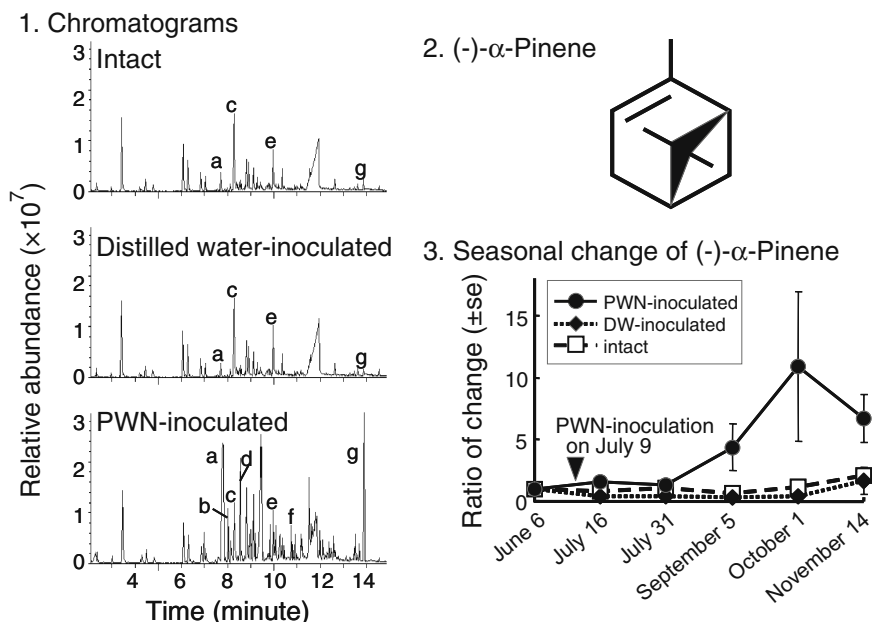 1. Chromatograms
Relative abundance (×10⁷)
3
2
1
0
Intact
a
c
e
g
3
2
1
0
Distilled water-inoculated
a
c
e
g
3
2
1
0
PWN-inoculated
a
b
c
d
e
f
g
4 6 8 10 12 14
Time (minute)
2. (-)-α-Pinene
3. Seasonal change of (-)-α-Pinene
Ratio of change (±se)
15
10
5
0
PWN-inoculated
DW-inoculated
intact
PWN-inoculation
on July 9
June 6
July 16
July 31
September 5
October 1
November 14